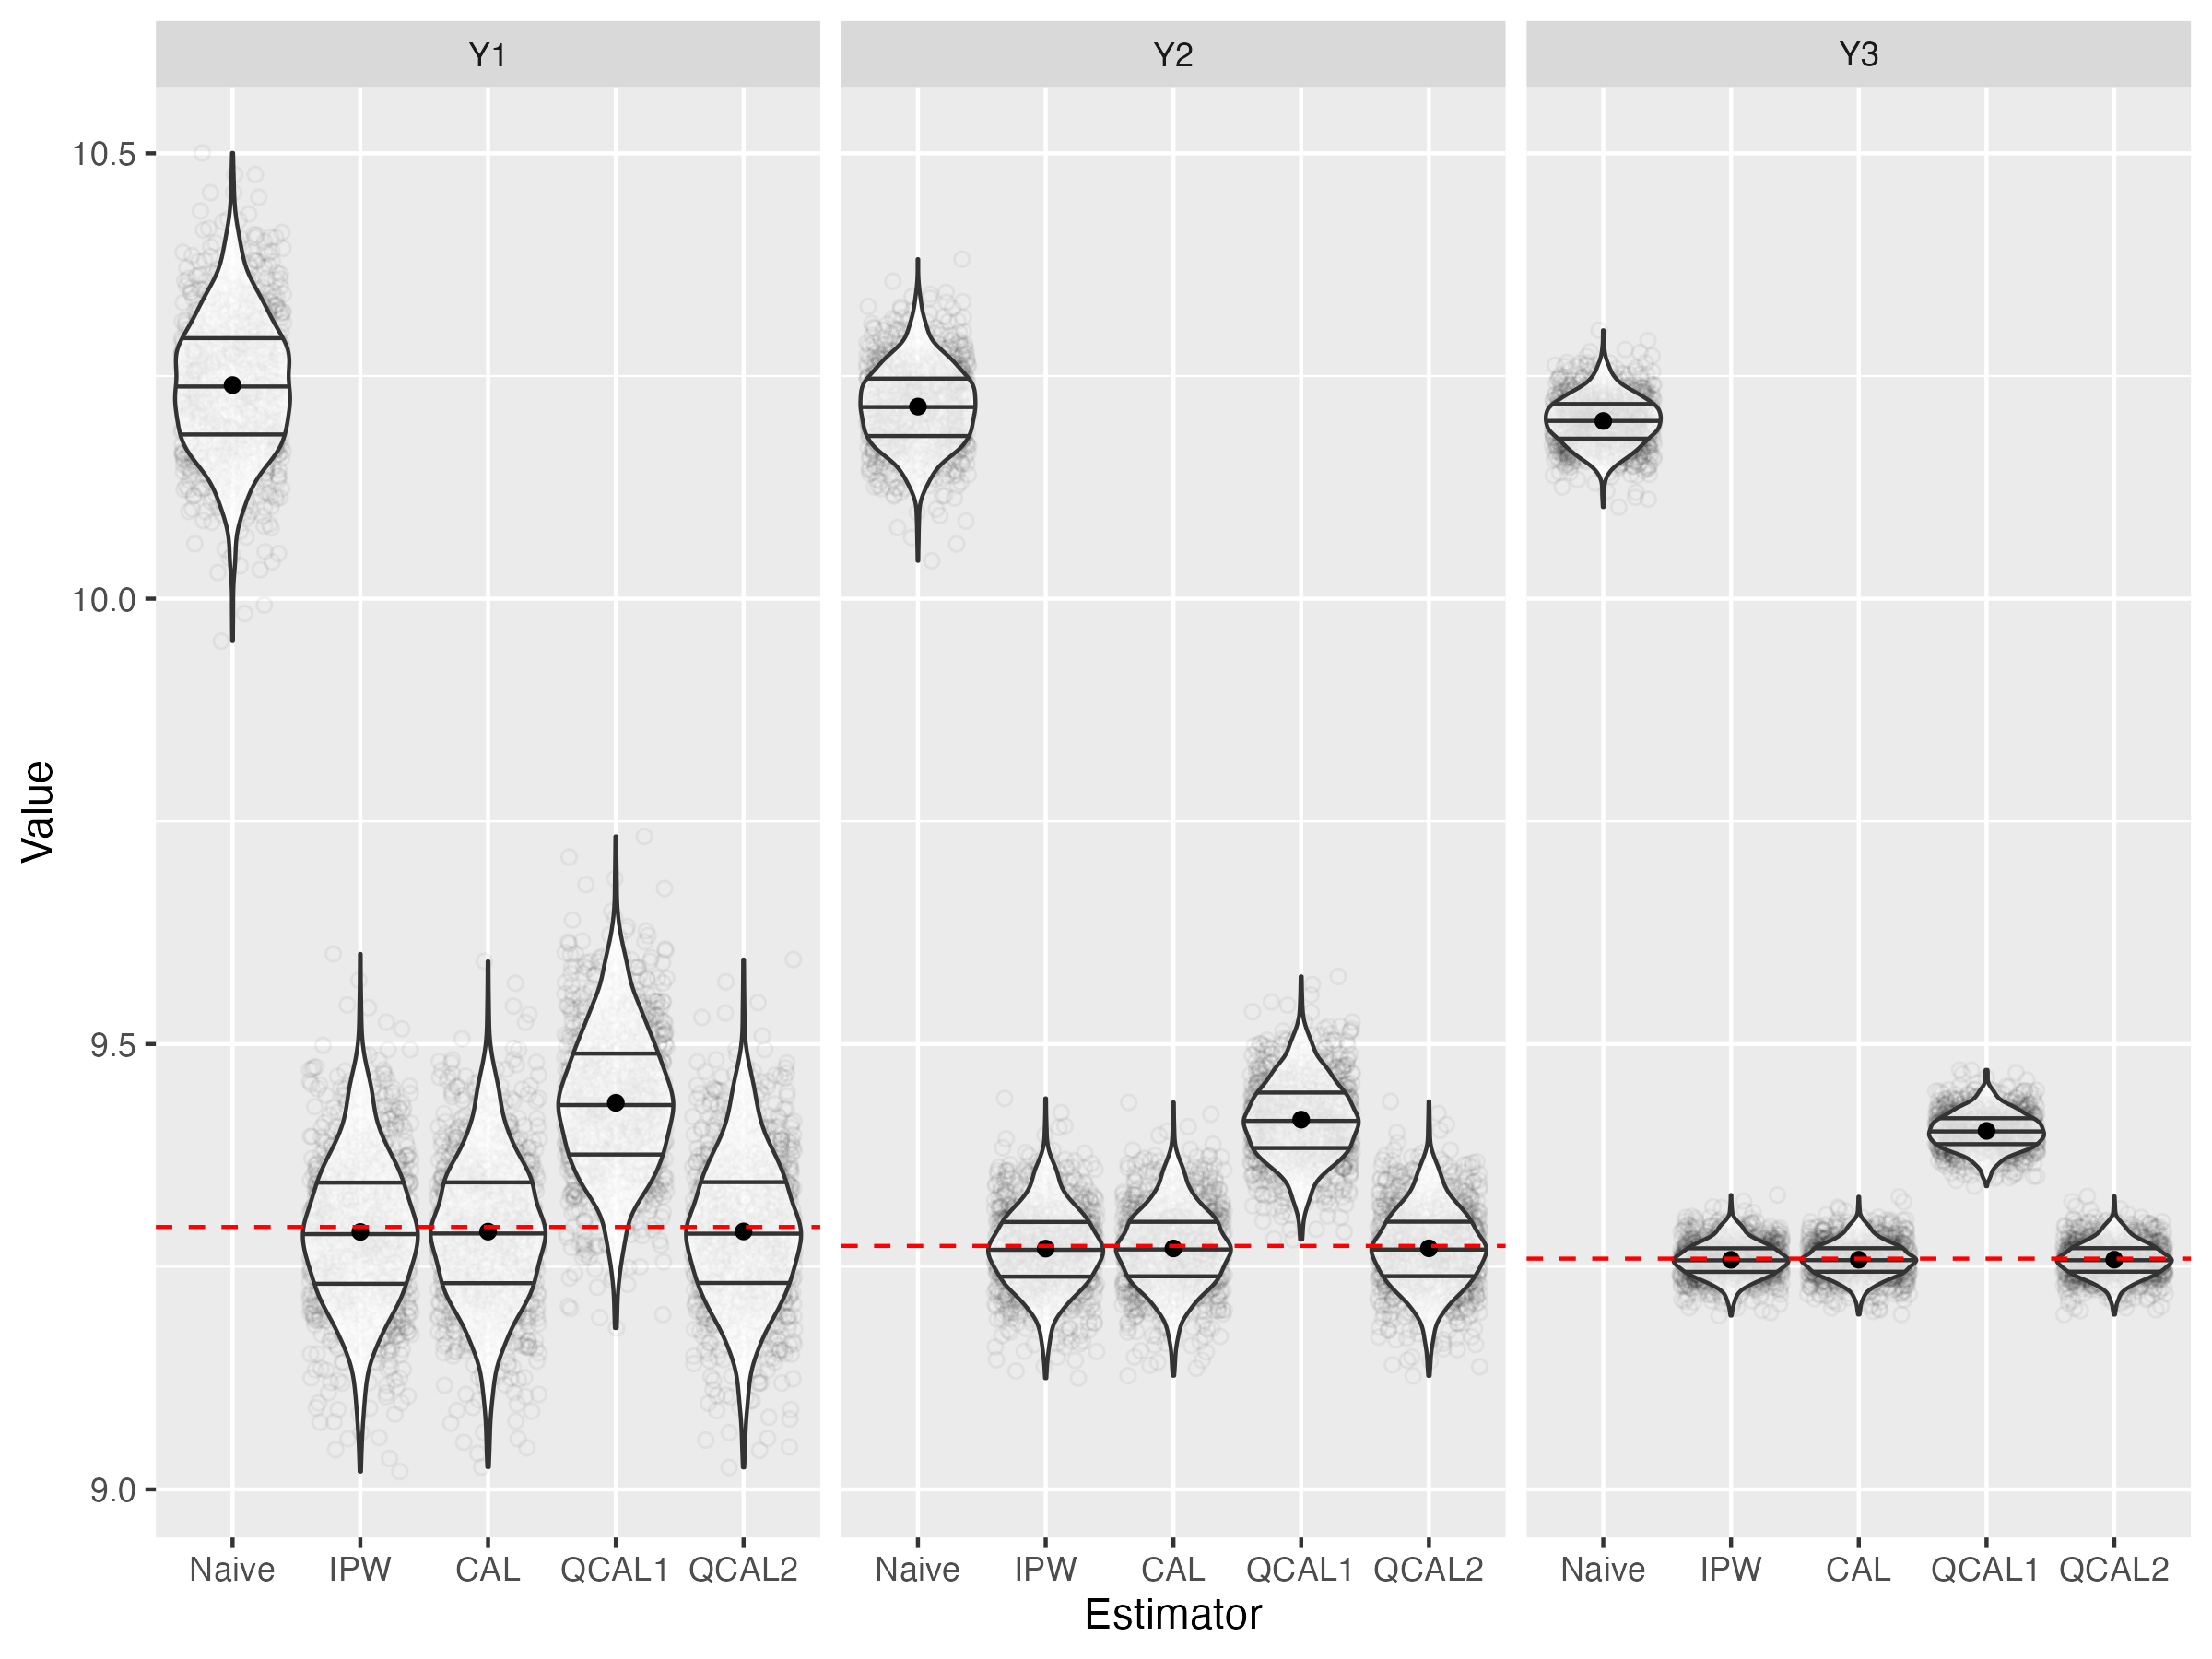 Y1 Y2 Y3
10.5
10.0
9.5
9.0
Value
Naive IPW CAL QCAL1 QCAL2 Naive IPW CAL QCAL1 QCAL2 Naive IPW CAL QCAL1 QCAL2
Estimator